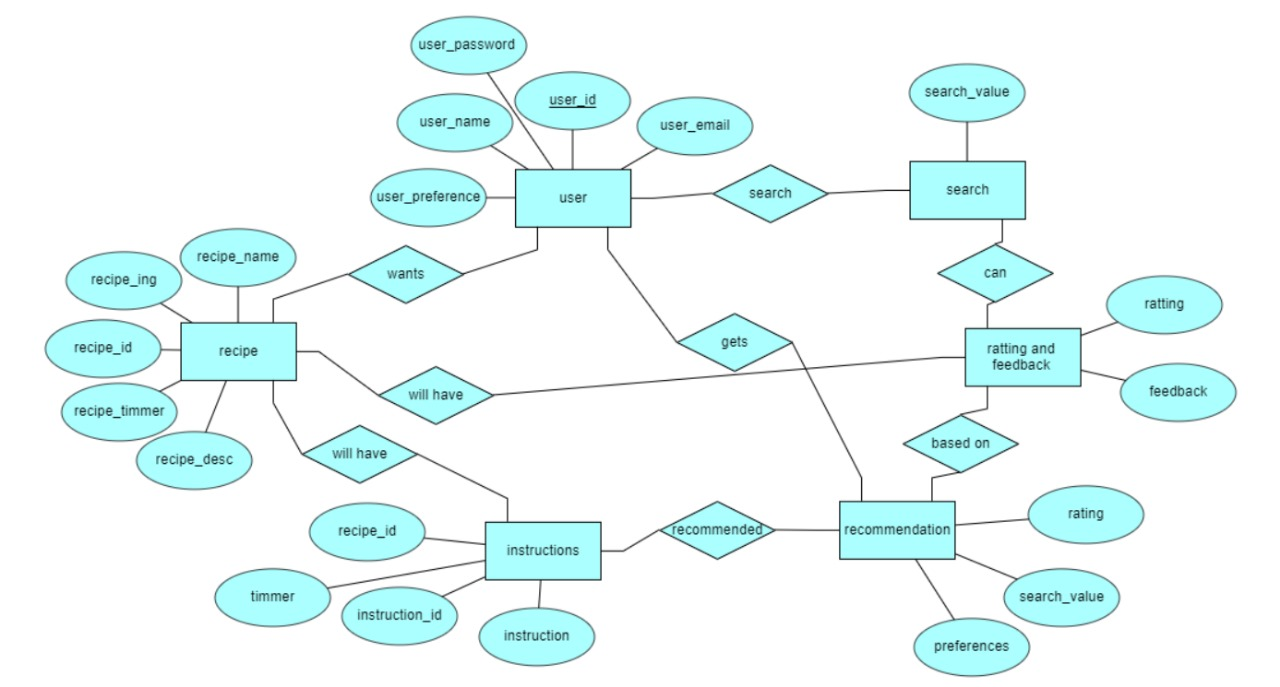 user_password
user_id
search_value
user_name
user_email
user_preference
user
search
search
recipe_name
wants
can
recipe_ing
ratting
recipe_id
recipe
gets
ratting and
feedback
will have
feedback
recipe_timmer
recipe_desc
will have
based on
recipe_id
instructions
recommended
recommendation
rating
timmer
instruction_id
instruction
search_value
preferences